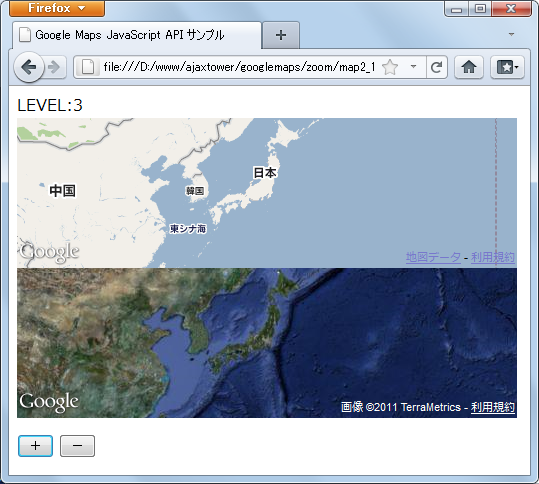 Firefox
Google Maps JavaScript API サンプル
file:///D:/www/ajaxtower/googlemaps/zoom/map2_1
LEVEL:3
日本
中国
韓国
東シナ海
Google
地図データ - 利用規約
Google
画像 ©2011 TerraMetrics - 利用規約
+ −